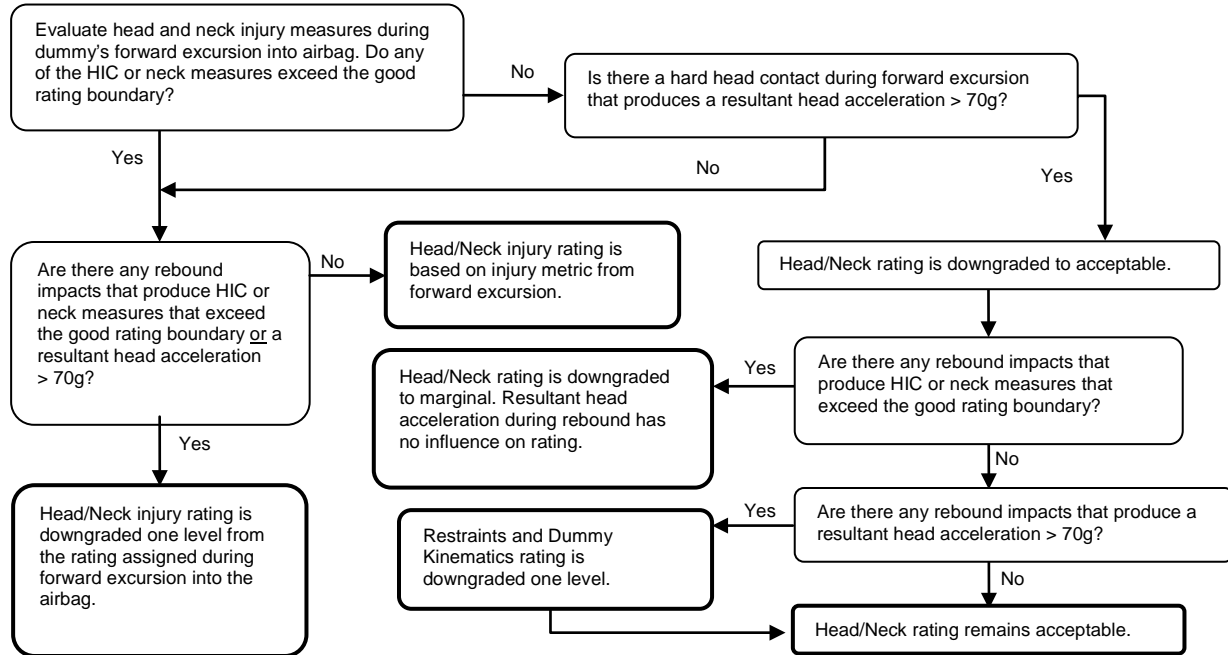 Evaluate head and neck injury measures during
dummy’s forward excursion into airbag. Do any
of the HIC or neck measures exceed the good
rating boundary?
No
Is there a hard head contact during forward excursion
that produces a resultant head acceleration > 70g?
Yes
No
Yes
Are there any rebound
impacts that produce HIC or
neck measures that exceed
the good rating boundary or a
resultant head acceleration
> 70g?
No
Head/Neck injury rating is
based on injury metric from
forward excursion.
Head/Neck rating is downgraded to acceptable.
Head/Neck rating is downgraded
to marginal. Resultant head
acceleration during rebound has
no influence on rating.
Yes
Are there any rebound impacts that
produce HIC or neck measures that
exceed the good rating boundary?
Yes
No
Head/Neck injury rating is
downgraded one level from
the rating assigned during
forward excursion into the
airbag.
Restraints and Dummy
Kinematics rating is
downgraded one level.
Yes
Are there any rebound impacts that produce a
resultant head acceleration > 70g?
No
Head/Neck rating remains acceptable.